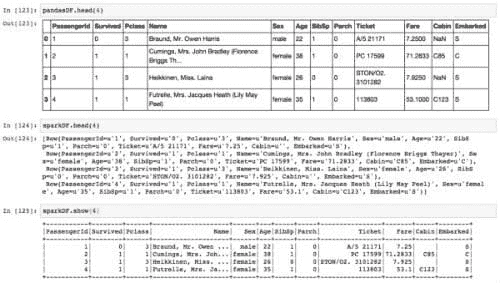 In [123]: pandasDF.head(4)
Out[123]:
PassengerId Survived Pclass Name Sex Age SibSp Parch Ticket Fare Cabin Embarked
0 1 0 3 Braund, Mr. Owen Harris male 22 1 0 A/5 21171 7.2500 NaN S
1 2 1 1 Cumings, Mrs. John Bradley (Florence Briggs Th... female 38 1 0 PC 17599 71.2833 C85 C
2 3 1 3 Heikkinen, Miss. Laina female 26 0 0 STON/O2. 3101282 7.9250 NaN S
3 4 1 1 Futrelle, Mrs. Jacques Heath (Lily May Peel) female 35 1 0 113803 53.1000 C123 S
In [124]: sparkDF.head(4)
Out[124]: [Row(PassengerId=u'1', Survived=u'0', Pclass=u'3', Name=u'Braund, Mr. Owen Harris', Sex=u'male', Age=u'22', SibS
p=u'1', Parch=u'0', Ticket=u'A/5 21171', Fare=u'7.25', Cabin=u'', Embarked=u'S'),
Row(PassengerId=u'2', Survived=u'1', Pclass=u'1', Name=u'Cumings, Mrs. John Bradley (Florence Briggs Thayer)', Se
x=u'female', Age=u'38', SibSp=u'1', Parch=u'0', Ticket=u'PC 17599', Fare=u'71.2833', Cabin=u'C85', Embarked=u'C'),
Row(PassengerId=u'3', Survived=u'1', Pclass=u'3', Name=u'Heikkinen, Miss. Laina', Sex=u'female', Age=u'26', SibS
p=u'0', Parch=u'0', Ticket=u'STON/O2. 3101282', Fare=u'7.925', Cabin=u'', Embarked=u'S'),
Row(PassengerId=u'4', Survived=u'1', Pclass=u'1', Name=u'Futrelle, Mrs. Jacques Heath (Lily May Peel)', Sex=u'femal
e', Age=u'35', SibSp=u'1', Parch=u'0', Ticket=u'113803', Fare=u'53.1', Cabin=u'C123', Embarked=u'S')]
In [125]: sparkDF.show(4)
|PassengerId|Survived|Pclass| Name| Sex|Age|SibSp|Parch| Ticket| Fare|Cabin|Embarked|
| 1| 0| 3|Braund, Mr. Owen ...| male| 22| 1| 0| A/5 21171| 7.25| | S|
| 2| 1| 1|Cumings, Mrs. Joh...|female| 38| 1| 0| PC 17599|71.2833| C85| C|
| 3| 1| 3|Heikkinen, Miss. ...|female| 26| 0| 0|STON/O2. 3101282| 7.925| | S|
| 4| 1| 1|Futrelle, Mrs. Ja...|female| 35| 1| 0| 113803| 53.1| C123| S|